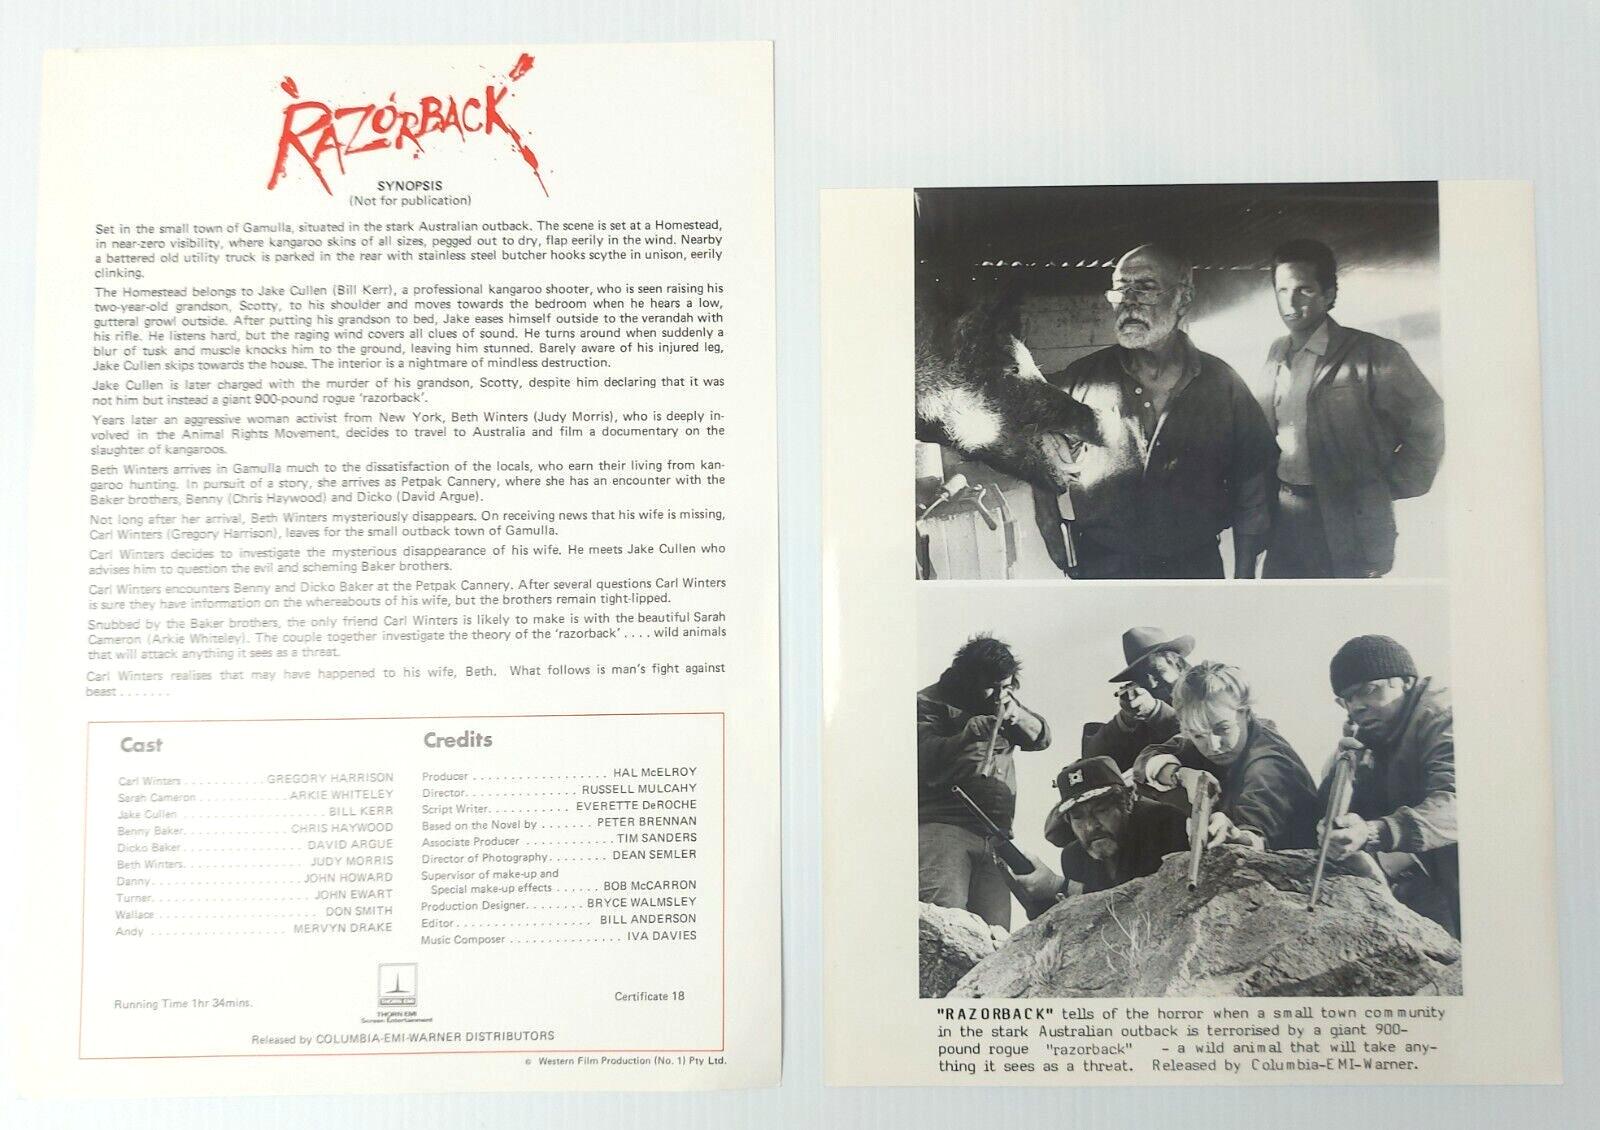 RAZORBACK
SYNOPSIS
(Not for publication)
Set in the small town of Gamulla, situated in the stark Australian outback. The scene is set at a Homestead,
in near-zero visibility, where kangaroo skins of all sizes, pegged out to dry, flap eerily in the wind. Nearby
a battered old utility truck is parked in the rear with stainless steel butcher hooks scythe in unison, eerily
clinking.
The Homestead belongs to Jake Cullen (Bill Kerr), a professional kangaroo shooter, who is seen raising his
two-year-old grandson, Scotty, to his shoulder and moves towards the bedroom when he hears a low,
gutteral growl outside. After putting his grandson to bed, Jake eases himself outside to the verandah with
his rifle. He listens hard, but the raging wind covers all clues of sound. He turns around when suddenly a
blur of tusk and muscle knocks him to the ground, leaving him stunned. Barely aware of his injured leg,
Jake Cullen skips towards the house. The interior is a nightmare of mindless destruction.
Jake Cullen is later charged with the murder of his grandson, Scotty, despite him declaring that it was
not him but instead a giant 900-pound rogue 'razorback'.
Years later an aggressive woman activist from New York, Beth Winters (Judy Morris), who is deeply in-
volved in the Animal Rights Movement, decides to travel to Australia and film a documentary on the
slaughter of kangaroos.
Beth Winters arrives in Gamulla much to the dissatisfaction of the locals, who earn their living from kan-
garoo hunting. In pursuit of a story, she arrives as Petpak Cannery, where she has an encounter with the
Baker brothers, Benny (Chris Haywood) and Dicko (David Argue).
Not long after her arrival, Beth Winters mysteriously disappears. On receiving news that his wife is missing,
Carl Winters (Gregory Harrison), leaves for the small outback town of Gamulla.
Carl Winters decides to investigate the mysterious disappearance of his wife. He meets Jake Cullen who
advises him to question the evil and scheming Baker brothers.
Carl Winters encounters Benny and Dicko Baker at the Petpak Cannery. After several questions Carl Winters
is sure they have information on the whereabouts of his wife, but the brothers remain tight-lipped.
Snubbed by the Baker brothers, the only friend Carl Winters is likely to make is with the beautiful Sarah
Cameron (Arkie Whiteley). The couple together investigate the theory of the 'razorback' . . . . wild animals
that will attack anything it sees as a threat.
Carl Winters realises that may have happened to his wife, Beth. What follows is man's fight against
beast . . . . . . .
Cast
Carl Winters . . . . . . . . . . GREGORY HARRISON
Sarah Cameron . . . . . . . . . . . ARKIE WHITELEY
Jake Cullen . . . . . . . . . . . . . . . . . . BILL KERR
Benny Baker. . . . . . . . . . . . . CHRIS HAYWOOD
Dicko Baker. . . . . . . . . . . . . . . DAVID ARGUE
Beth Winters. . . . . . . . . . . . . . . JUDY MORRIS
Danny. . . . . . . . . . . . . . . . . . . JOHN HOWARD
Turner. . . . . . . . . . . . . . . . . . . . JOHN EWART
Wallace . . . . . . . . . . . . . . . . . . . . DON SMITH
Andy . . . . . . . . . . . . . . . . . MERVYN DRAKE
Credits
Producer . . . . . . . . . . . . . . . . . . HAL McELROY
Director. . . . . . . . . . . . . . . RUSSELL MULCAHY
Script Writer. . . . . . . . . . . EVERETTE DeROCHE
Based on the Novel by . . . . . . . PETER BRENNAN
Associate Producer . . . . . . . . . . . . TIM SANDERS
Director of Photography. . . . . . . . DEAN SEMLER
Supervisor of make-up and
Special make-up effects . . . . . . BOB McCARRON
Production Designer. . . . . . . . BRYCE WALMSLEY
Editor. . . . . . . . . . . . . . . . . . BILL ANDERSON
Music Composer . . . . . . . . . . . . . . . IVA DAVIES
THORN EMI
THORN EMI
Screen Entertainment
Running Time 1hr 34mins.
Certificate 18
Released by COLUMBIA-EMI-WARNER DISTRIBUTORS
© Western Film Production (No. 1) Pty Ltd.
"RAZORBACK" tells of the horror when a small town community
in the stark Australian outback is terrorised by a giant 900-
pound rogue "razorback" - a wild animal that will take any-
thing it sees as a threat. Released by Columbia-EMI-Warner.